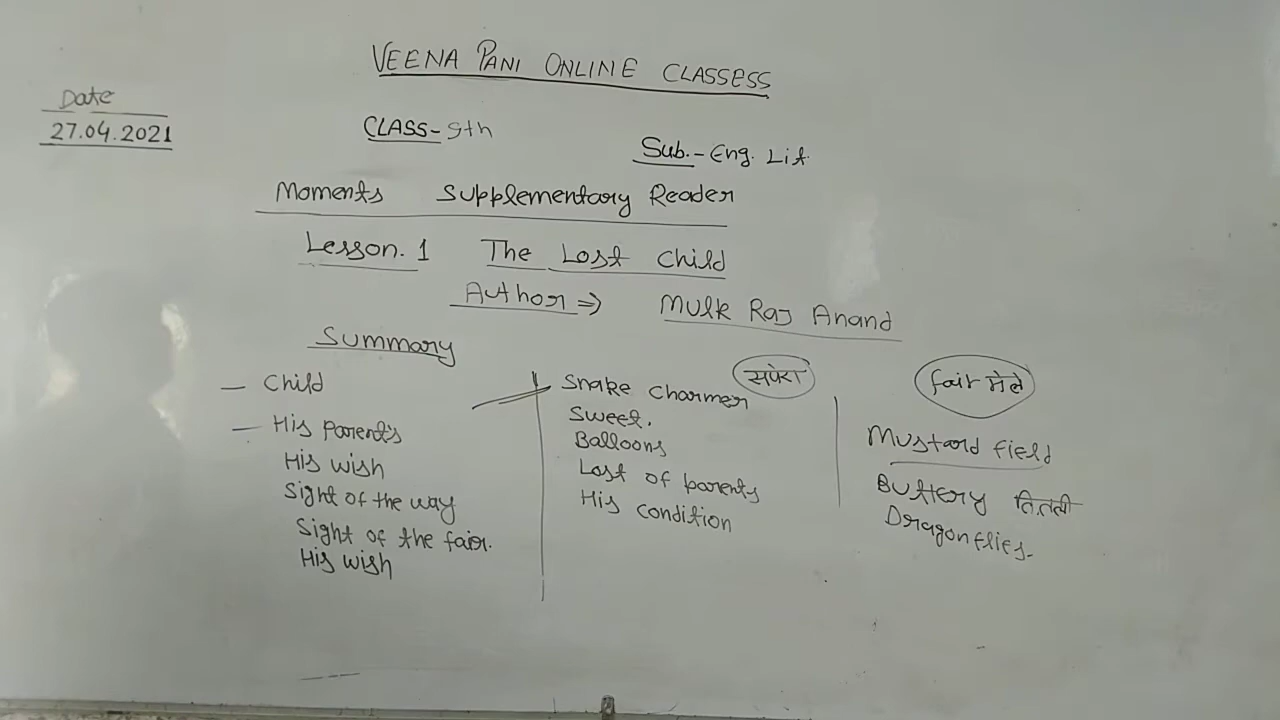 VEENA PANI ONLINE CLASSESS
Date
27.04.2021
CLASS-9th
Sub.-Eng. Lit
Moments Supplementary Reader
Lesson.1 The Lost Child
Author⇒ Mulk Raj Anand
Summary
- Child
- His Parent's
His wish
Sight of the way
Sight of the fair.
His wish
Snake charmer सपेरा
Sweet.
Balloons
Lost of parents
His condition
fair मेले
Mustard field
Buttery तितली
Dragonflies.